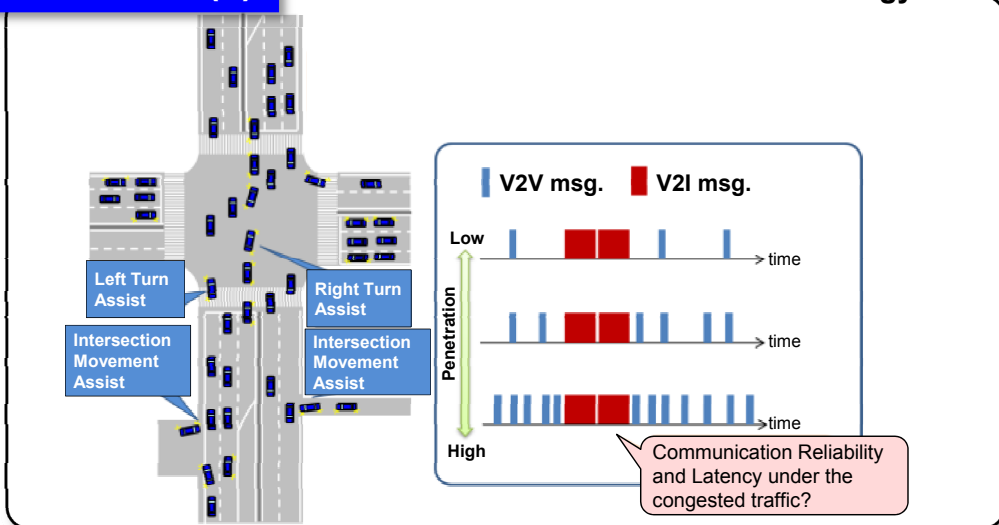 V2V msg.
V2I msg.
Low
time
time
time
Penetration
High
Left Turn
Assist
Right Turn
Assist
Intersection
Movement
Assist
Intersection
Movement
Assist
Communication Reliability
and Latency under the
congested traffic?